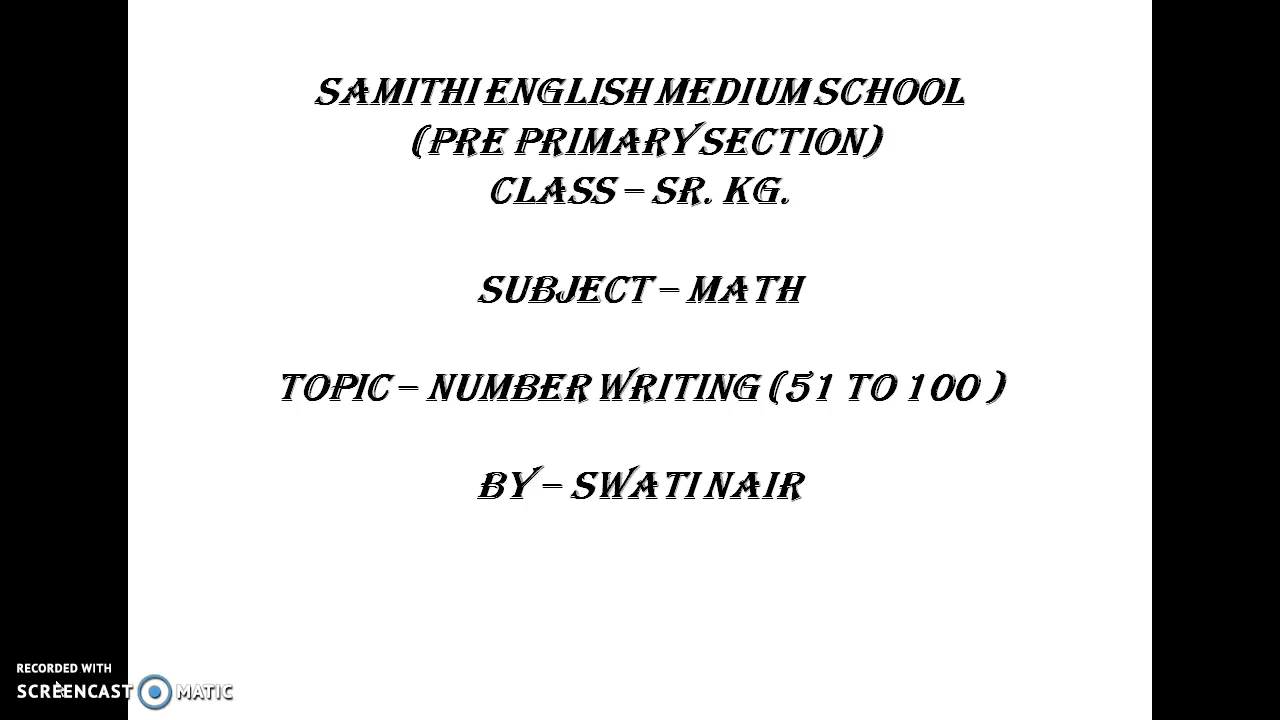 SAMITHI ENGLISH MEDIUM SCHOOL
(PRE PRIMARY SECTION)
CLASS – SR. KG.
SUBJECT – MATH
TOPIC – NUMBER WRITING (51 TO 100 )
BY – SWATI NAIR
RECORDED WITH
SCREENCAST MATIC